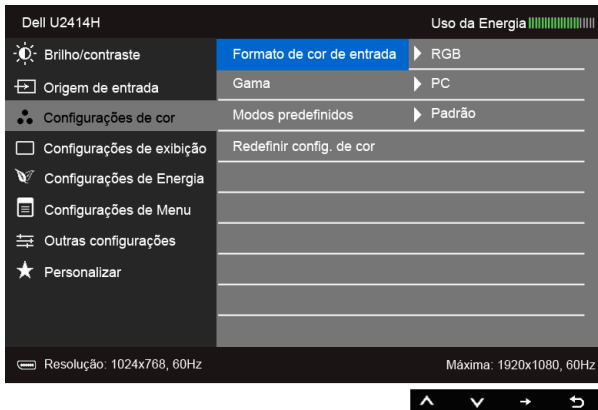 Dell U2414H Uso da Energia
Brilho/contraste Formato de cor de entrada RGB
Origem de entrada Gama PC
Configurações de cor Modos predefinidos Padrão
Configurações de exibição Redefinir config. de cor
Configurações de Energia
Configurações de Menu
Outras configurações
Personalizar
Resolução: 1024x768, 60Hz Máxima: 1920x1080, 60Hz